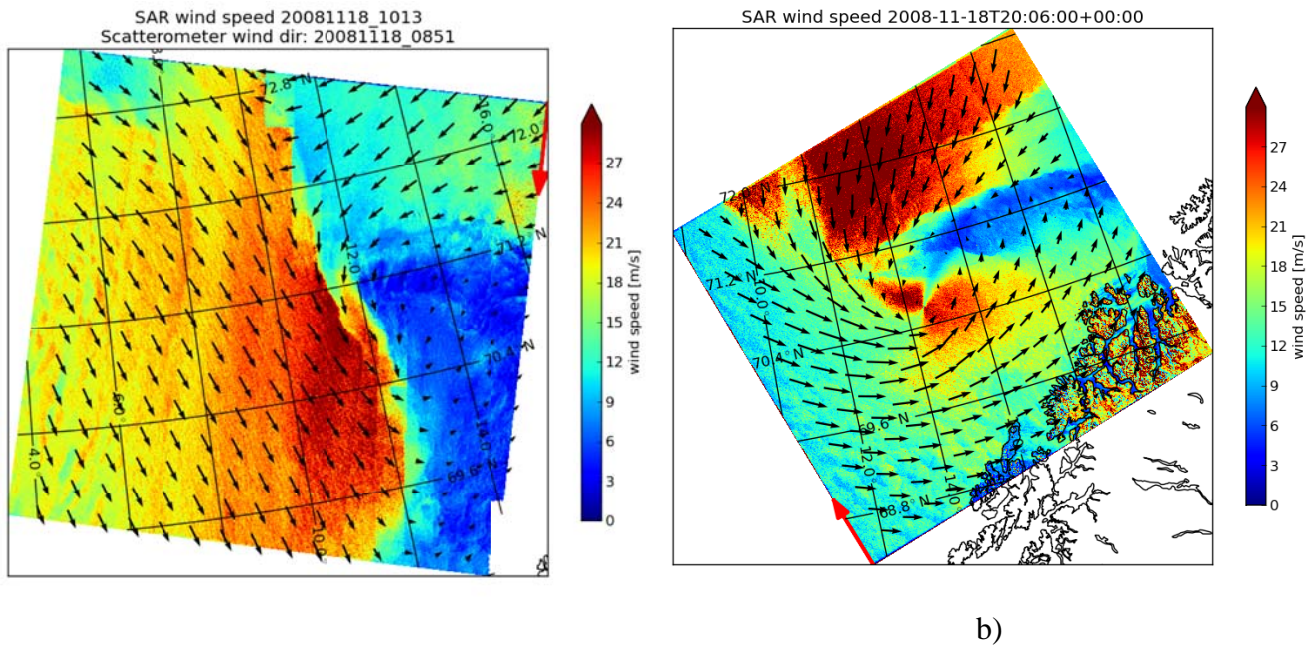 SAR wind speed 20081118_1013
Scatterometer wind dir: 20081118_0851
72.8° N
16.0°
72.0°
71.2° N
12.0°
70.4° N
14.0°
69.6° N
4.0°
6.0°
27
24
21
18
15
12
9
6
3
0
wind speed [m/s]
SAR wind speed 2008-11-18T20:06:00+00:00
71.2° N
10.0°
70.4° N
69.6° N
12.0°
14.0°
68.8° N
27
24
21
18
15
12
9
6
3
0
wind speed [m/s]
b)